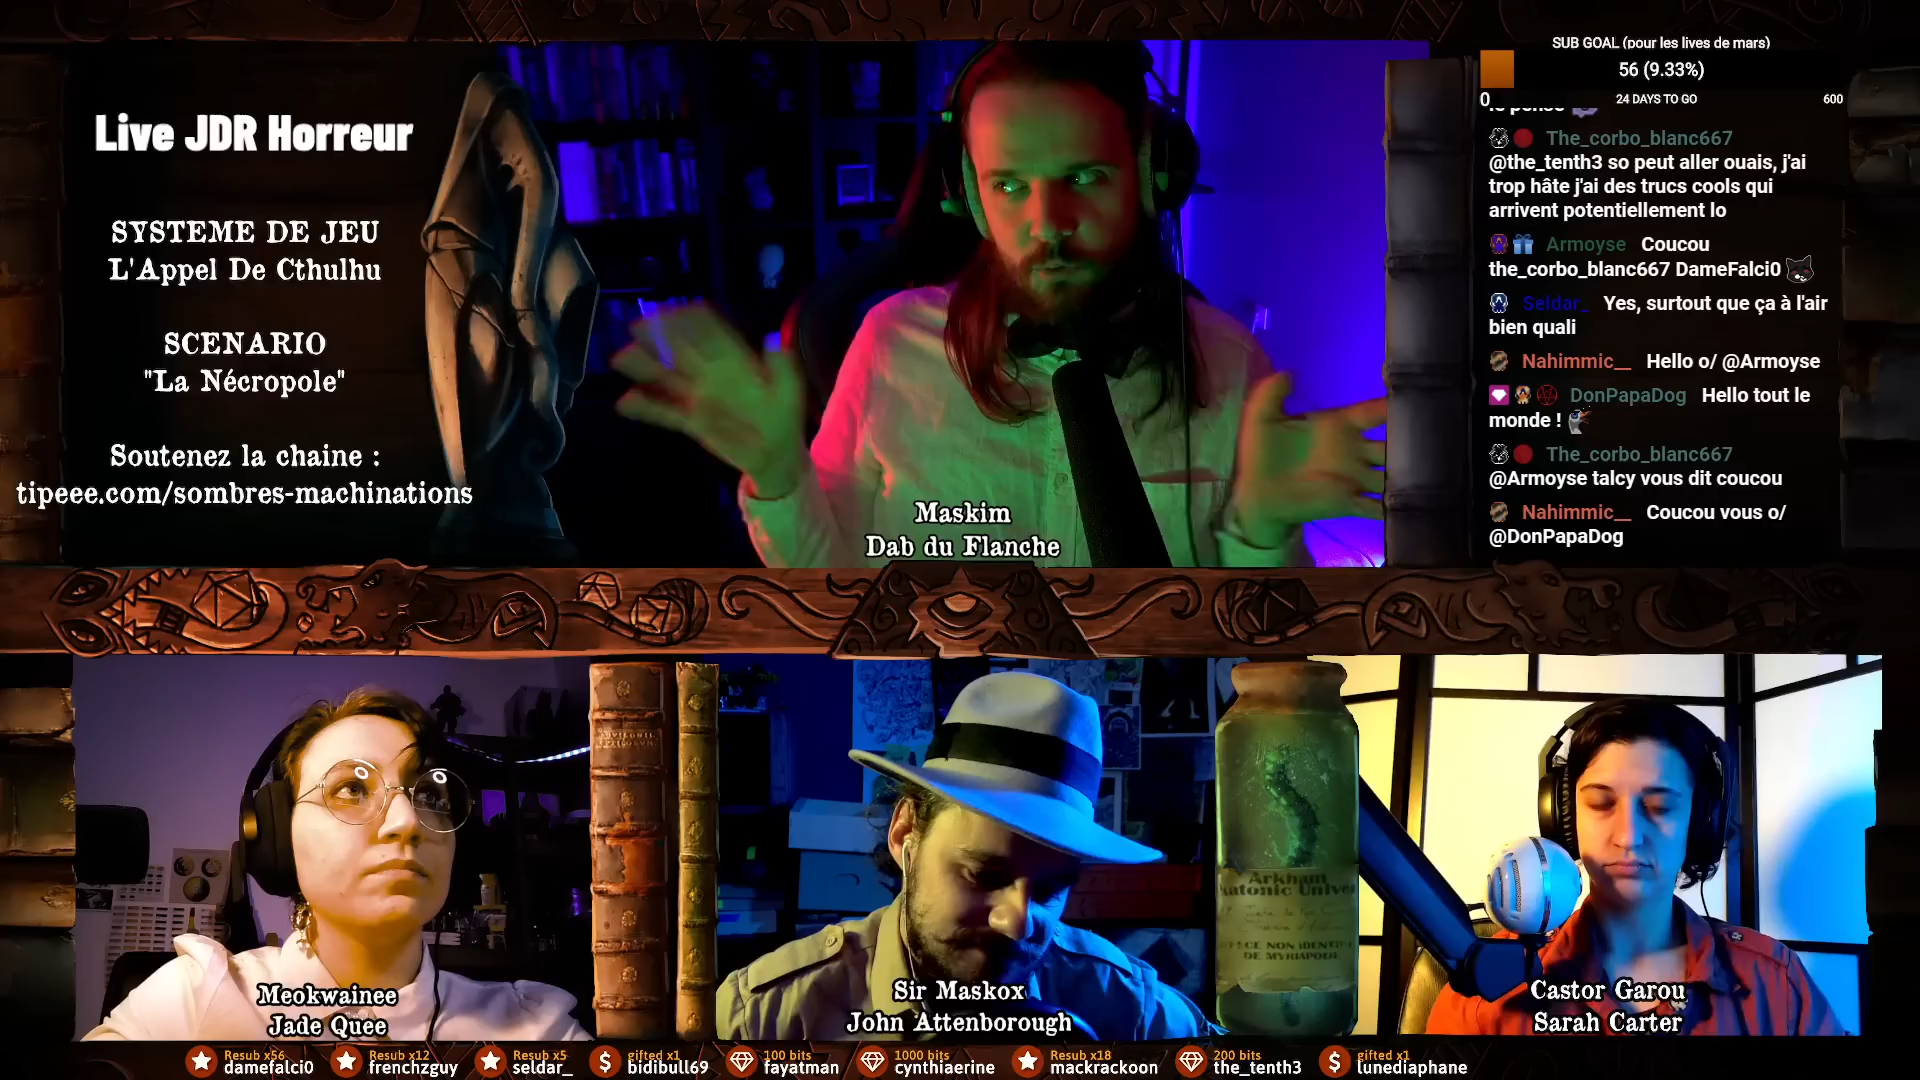 Live JDR Horreur
SYSTEME DE JEU
L'Appel De Cthulhu
SCENARIO
"La Nécropole"
Soutenez la chaine :
tipeee.com/sombres-machinations
Maskim
Dab du Flanche
SUB GOAL (pour les lives de mars)
56 (9.33%)
0
24 DAYS TO GO
600
The_corbo_blanc667
@the_tenth3 so peut aller ouais, j'ai
trop hâte j'ai des trucs cools qui
arrivent potentiellement lo
Armoyse Coucou
the_corbo_blanc667 DameFalci0
Seldar_ Yes, surtout que ça à l'air
bien quali
Nahimmic__ Hello o/ @Armoyse
DonPapaDog Hello tout le
monde !
The_corbo_blanc667
@Armoyse talcy vous dit coucou
Nahimmic__ Coucou vous o/
@DonPapaDog
Meokwainee
Jade Quee
Sir Maskox
John Attenborough
Arkham
NON IDENTI
DE MYRIAPODE
Castor Garou
Sarah Carter
Resub x56
damefalci0
Resub x12
frenchzguy
Resub x5
seldar_
gifted x1
bidibull69
100 bits
fayatman
1000 bits
cynthiaerine
Resub x18
mackrackoon
200 bits
the_tenth3
gifted x1
lunediaphane